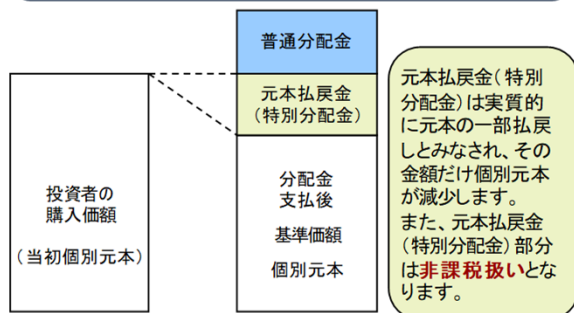 普通分配金
元本払戻金
(特別分配金)
投資者の
購入価額
(当初個別元本)
分配金
支払後
基準価額
個別元本
元本払戻金(特別
分配金)は実質的
に元本の一部払戻
しとみなされ、その
金額だけ個別元本
が減少します。
また、元本払戻金
(特別分配金)部分
は非課税扱いとな
ります。